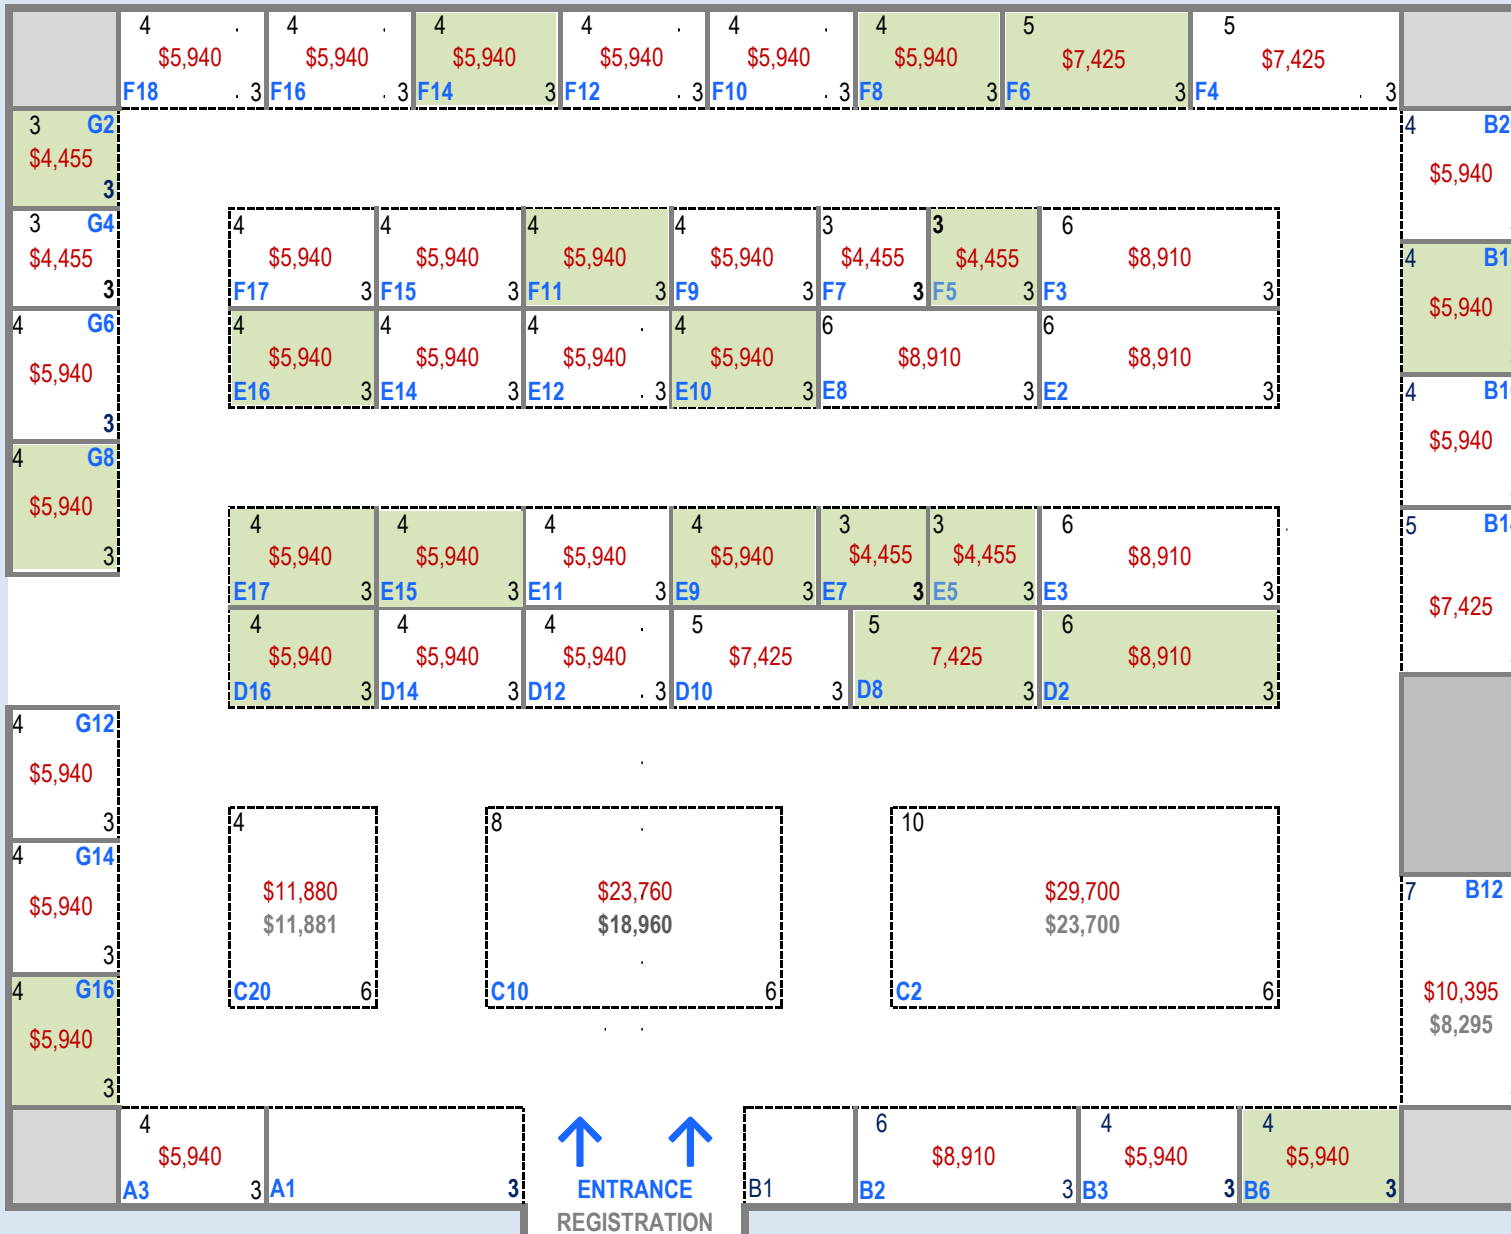 4 4 4 4 4 4 5 5
$5,940 $5,940 $5,940 $5,940 $5,940 $5,940 $7,425 $7,425
F18 3 F16 3 F14 3 F12 3 F10 3 F8 3 F6 3 F4 3
3 G2
$4,455
3
3 G4
$4,455
3
4 G6
$5,940
3
4 G8
$5,940
3
4 4 4 4 3 3 6
$5,940 $5,940 $5,940 $5,940 $4,455 $4,455 $8,910
F17 3 F15 3 F11 3 F9 3 F7 3 F5 3 F3 3
4 4 4 4 6 6
$5,940 $5,940 $5,940 $5,940 $8,910 $8,910
E16 3 E14 3 E12 3 E10 3 E8 3 E2 3
4 B2
$5,940
4 B1
$5,940
4 B1
$5,940
5 B1
$7,425
4 4 4 4 3 3 6
$5,940 $5,940 $5,940 $5,940 $4,455 $4,455 $8,910
E17 3 E15 3 E11 3 E9 3 E7 3 E5 3 E3 3
4 4 4 5 5 6
$5,940 $5,940 $5,940 $7,425 7,425 $8,910
D16 3 D14 3 D12 3 D10 3 D8 3 D2 3
4 G12
$5,940
3
4 G14
$5,940
3
4 G16
$5,940
3
4 8 10
$11,880 $23,760 $29,700
$11,881 $18,960 $23,700
C20 6 C10 6 C2 6
7 B12
$10,395
$8,295
4 6 4 4
$5,940 $8,910 $5,940 $5,940
A3 3 A1 3 ENTRANCE B1 B2 3 B3 3 B6 3
REGISTRATION